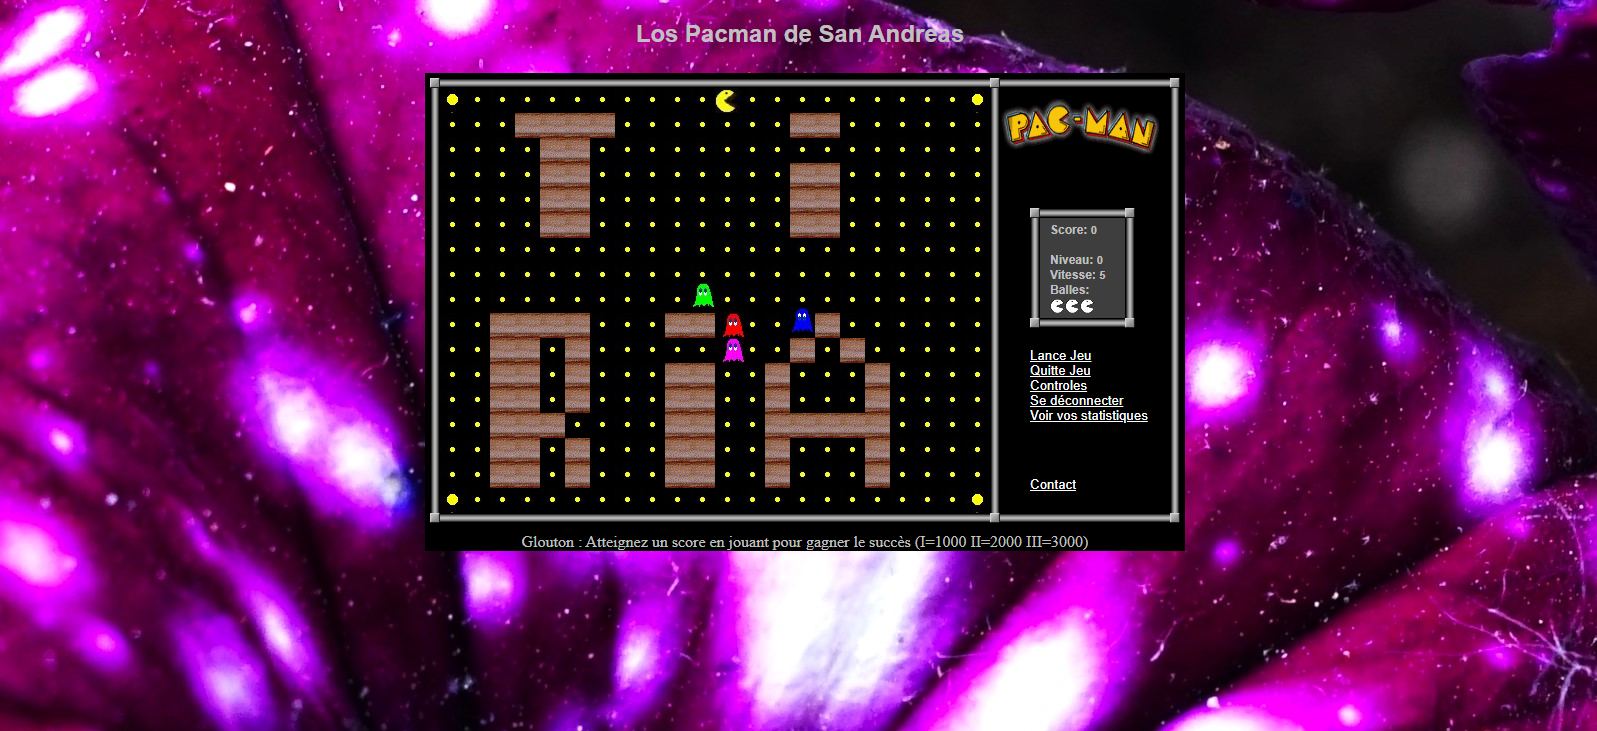 Los Pacman de San Andreas
PAC-MAN
Score: 0
Niveau: 0
Vitesse: 5
Balles:
Lance Jeu
Quitte Jeu
Controles
Se déconnecter
Voir vos statistiques
Contact
Glouton : Atteignez un score en jouant pour gagner le succès (I=1000 II=2000 III=3000)